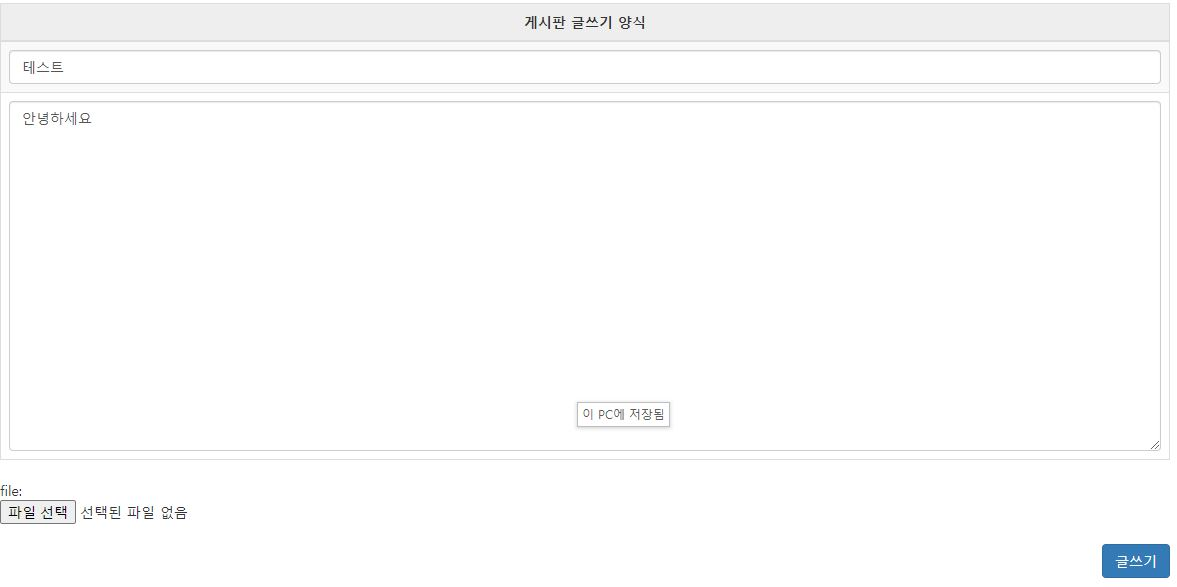 게시판 글쓰기 양식
테스트
안녕하세요
이 PC에 저장됨
file:
파일 선택 선택된 파일 없음
글쓰기